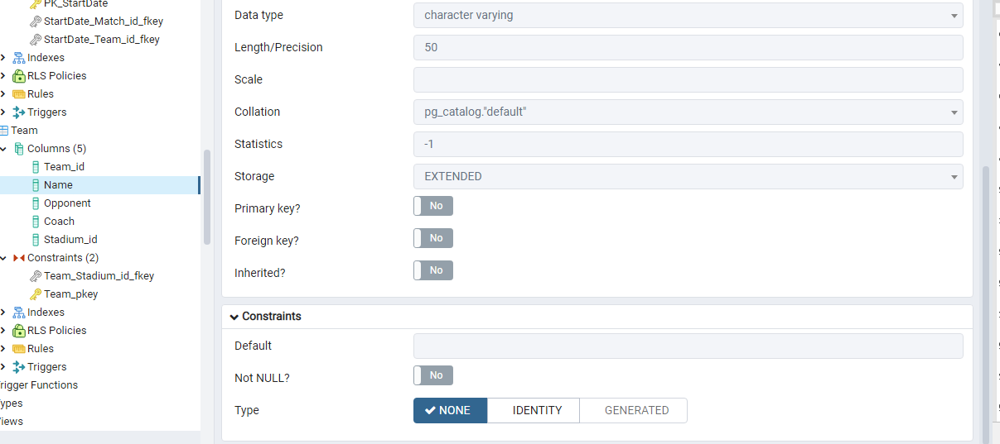 PK_StartDate
StartDate_Match_id_fkey
StartDate_Team_id_fkey
Indexes
RLS Policies
Rules
Triggers
Team
Columns (5)
Team_id
Name
Opponent
Coach
Stadium_id
Constraints (2)
Team_Stadium_id_fkey
Team_pkey
Indexes
RLS Policies
Rules
Triggers
rigger Functions
ypes
iews
Data type character varying
Length/Precision 50
Scale
Collation pg_catalog."default"
Statistics -1
Storage EXTENDED
Primary key? No
Foreign key? No
Inherited? No
Constraints
Default
Not NULL? No
Type NONE IDENTITY GENERATED